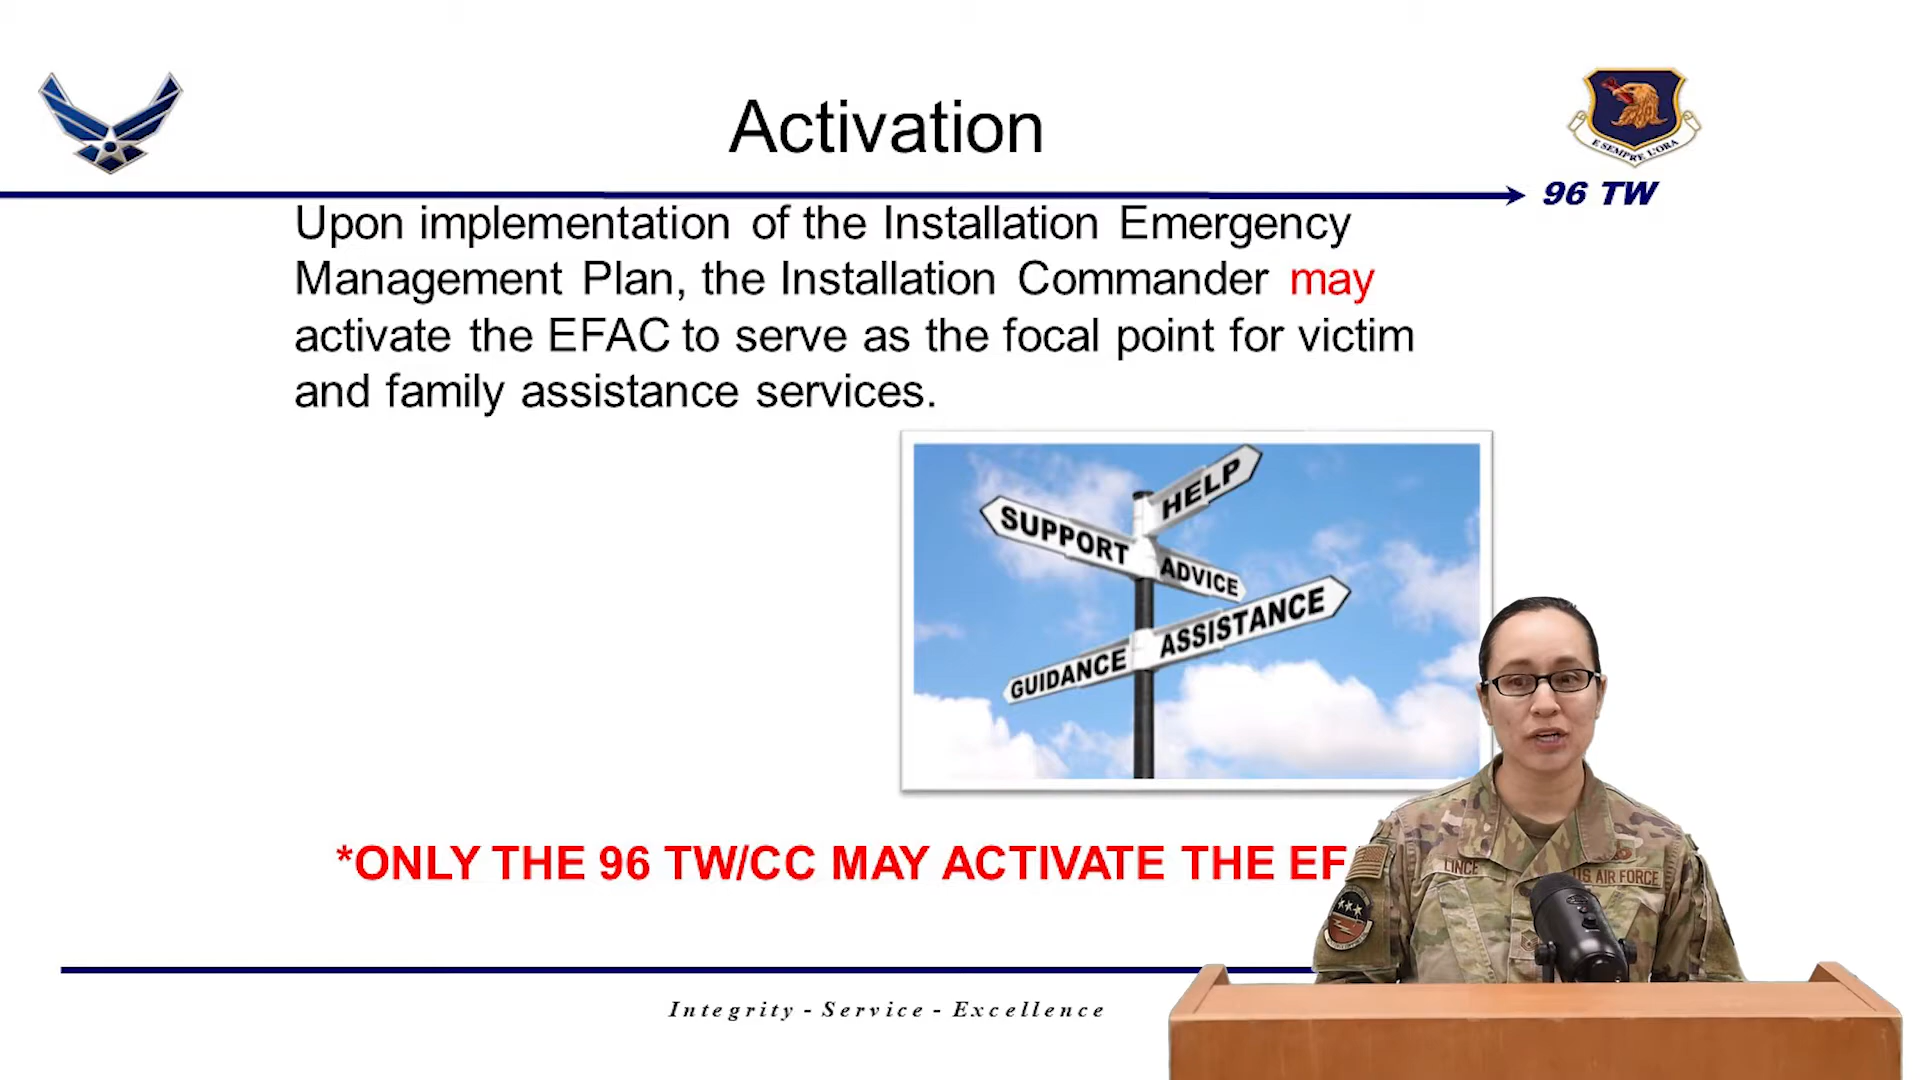 Activation
E SEMPRE L'ORA
96 TW
Upon implementation of the Installation Emergency
Management Plan, the Installation Commander may
activate the EFAC to serve as the focal point for victim
and family assistance services.
HELP
SUPPORT
ADVICE
ASSISTANCE
GUIDANCE
*ONLY THE 96 TW/CC MAY ACTIVATE THE EF
LINCE
U.S. AIR FORCE
Integrity - Service - Excellence